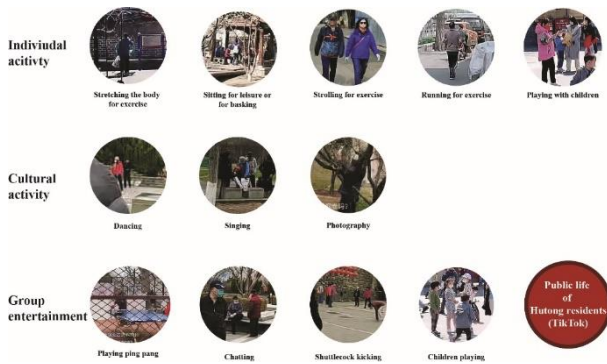 Indiviudal
acitivty
Stretching the body
for exercise
Sitting for leisure or
for basking
Strolling for exercise
Running for exercise
Playing with children
Cultural
activity
Dancing
Singing
Photography
Group
entertainment
Playing ping pang
Chatting
Shuttlecock kicking
Children playing
Public life
of
Hutong residents
(TikTok)